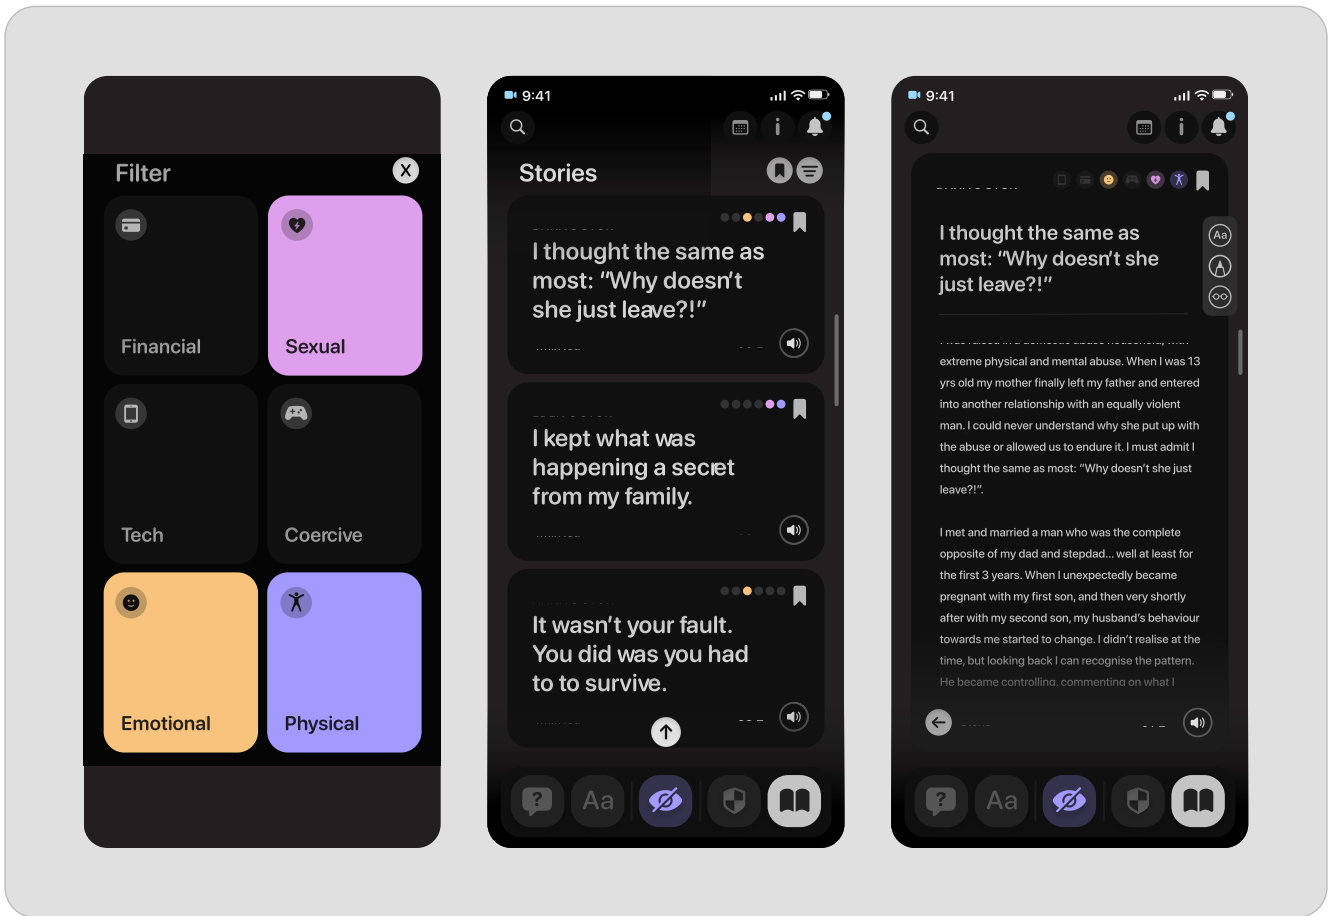 Filter
X
Financial
Sexual
Tech
Coercive
Emotional
Physical
9:41
Stories
I thought the same as
most: “Why doesn’t
she just leave?!”
I kept what was
happening a secret
from my family.
It wasn’t your fault.
You did was you had
to to survive.
?
Aa
9:41
I thought the same as
most: “Why doesn’t she
just leave?!”
Aa
extreme physical and mental abuse. When I was 13
yrs old my mother finally left my father and entered
into another relationship with an equally violent
man. I could never understand why she put up with
the abuse or allowed us to endure it. I must admit I
thought the same as most: “Why doesn’t she just
leave?!”.
I met and married a man who was the complete
opposite of my dad and stepdad... well at least for
the first 3 years. When I unexpectedly became
pregnant with my first son, and then very shortly
after with my second son, my husband’s behaviour
towards me started to change. I didn’t realise at the
time, but looking back I can recognise the pattern.
He became controlling, commenting on what I
?
Aa